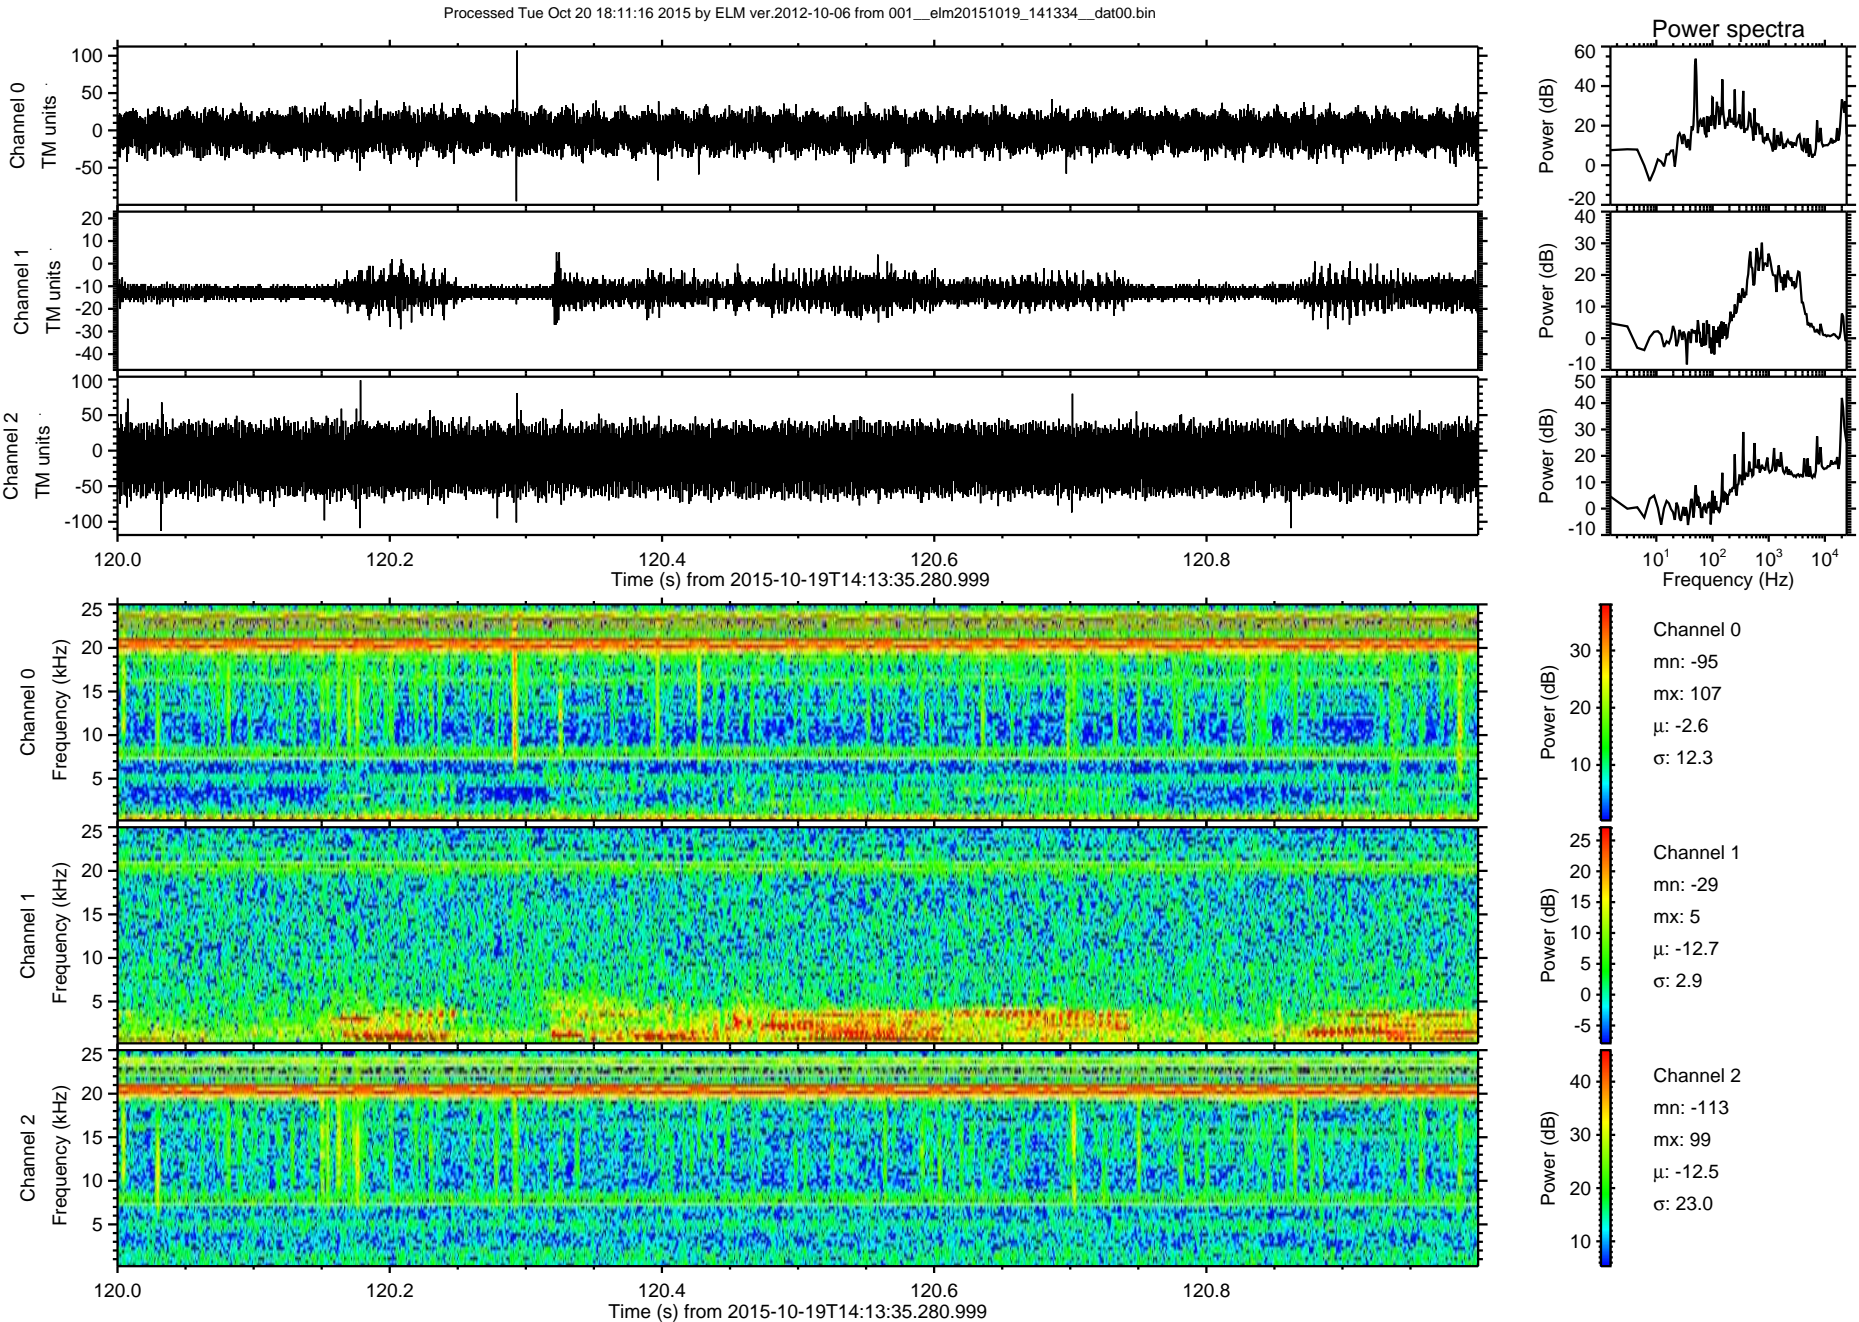 Processed Tue Oct 20 18:11:16 2015 by ELM ver.2012-10-06 from 001__elm20151019_141334__dat00.bin
Power spectra
Channel 0
TM units
100
50
0
-50
Power (dB)
60
40
20
0
-20
Channel 1
TM units
20
10
0
-10
-20
-30
-40
Power (dB)
40
30
20
10
0
-10
Channel 2
TM units
100
50
0
-50
-100
Power (dB)
50
40
30
20
10
0
-10
120.0 120.2 120.4 120.6 120.8
Time (s) from 2015-10-19T14:13:35.280.999
10¹ 10² 10³ 10⁴
Frequency (Hz)
Channel 0
Frequency (kHz)
25
20
15
10
5
Power (dB)
30
20
10
Channel 0
mn: -95
mx: 107
μ: -2.6
σ: 12.3
Channel 1
Frequency (kHz)
25
20
15
10
5
Power (dB)
25
20
15
10
5
0
-5
Channel 1
mn: -29
mx: 5
μ: -12.7
σ: 2.9
Channel 2
Frequency (kHz)
25
20
15
10
5
Power (dB)
40
30
20
10
Channel 2
mn: -113
mx: 99
μ: -12.5
σ: 23.0
120.0 120.2 120.4 120.6 120.8
Time (s) from 2015-10-19T14:13:35.280.999